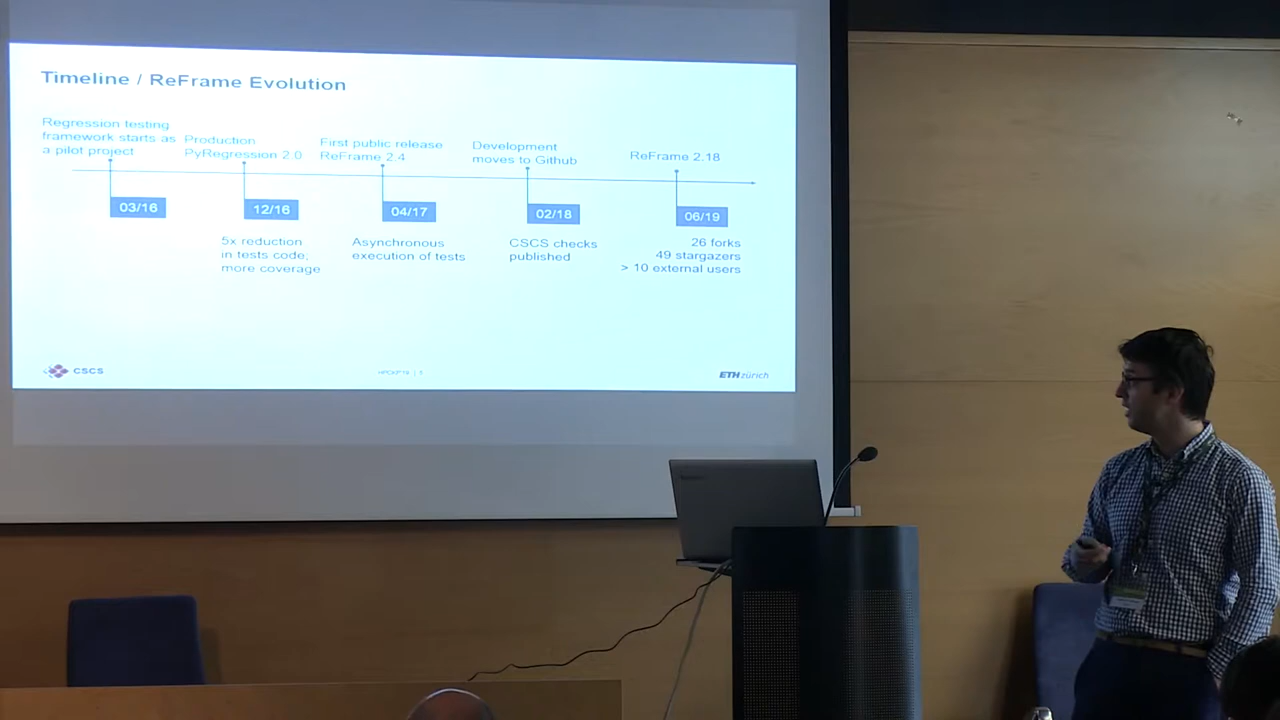 Timeline / ReFrame Evolution
Regression testing
framework starts as
a pilot project
Production
PyRegression 2.0
First public release
ReFrame 2.4
Development
moves to Github
ReFrame 2.18
03/16
12/16
04/17
02/18
06/19
5x reduction
in tests code,
more coverage
Asynchronous
execution of tests
CSCS checks
published
26 forks
49 stargazers
> 10 external users
CSCS
HPCKP'19 | 5
ETH zürich